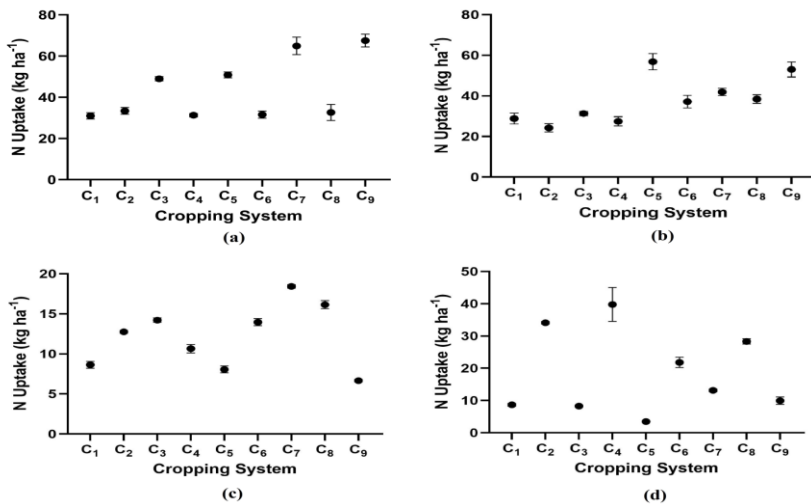 N Uptake (kg ha⁻¹)
80
60
40
20
0
C₁ C₂ C₃ C₄ C₅ C₆ C₇ C₈ C₉
Cropping System
(a)
N Uptake (kg ha⁻¹)
80
60
40
20
0
C₁ C₂ C₃ C₄ C₅ C₆ C₇ C₈ C₉
Cropping System
(b)
N Uptake (kg ha⁻¹)
20
15
10
5
0
C₁ C₂ C₃ C₄ C₅ C₆ C₇ C₈ C₉
Cropping System
(c)
N Uptake (kg ha⁻¹)
50
40
30
20
10
0
C₁ C₂ C₃ C₄ C₅ C₆ C₇ C₈ C₉
Cropping System
(d)